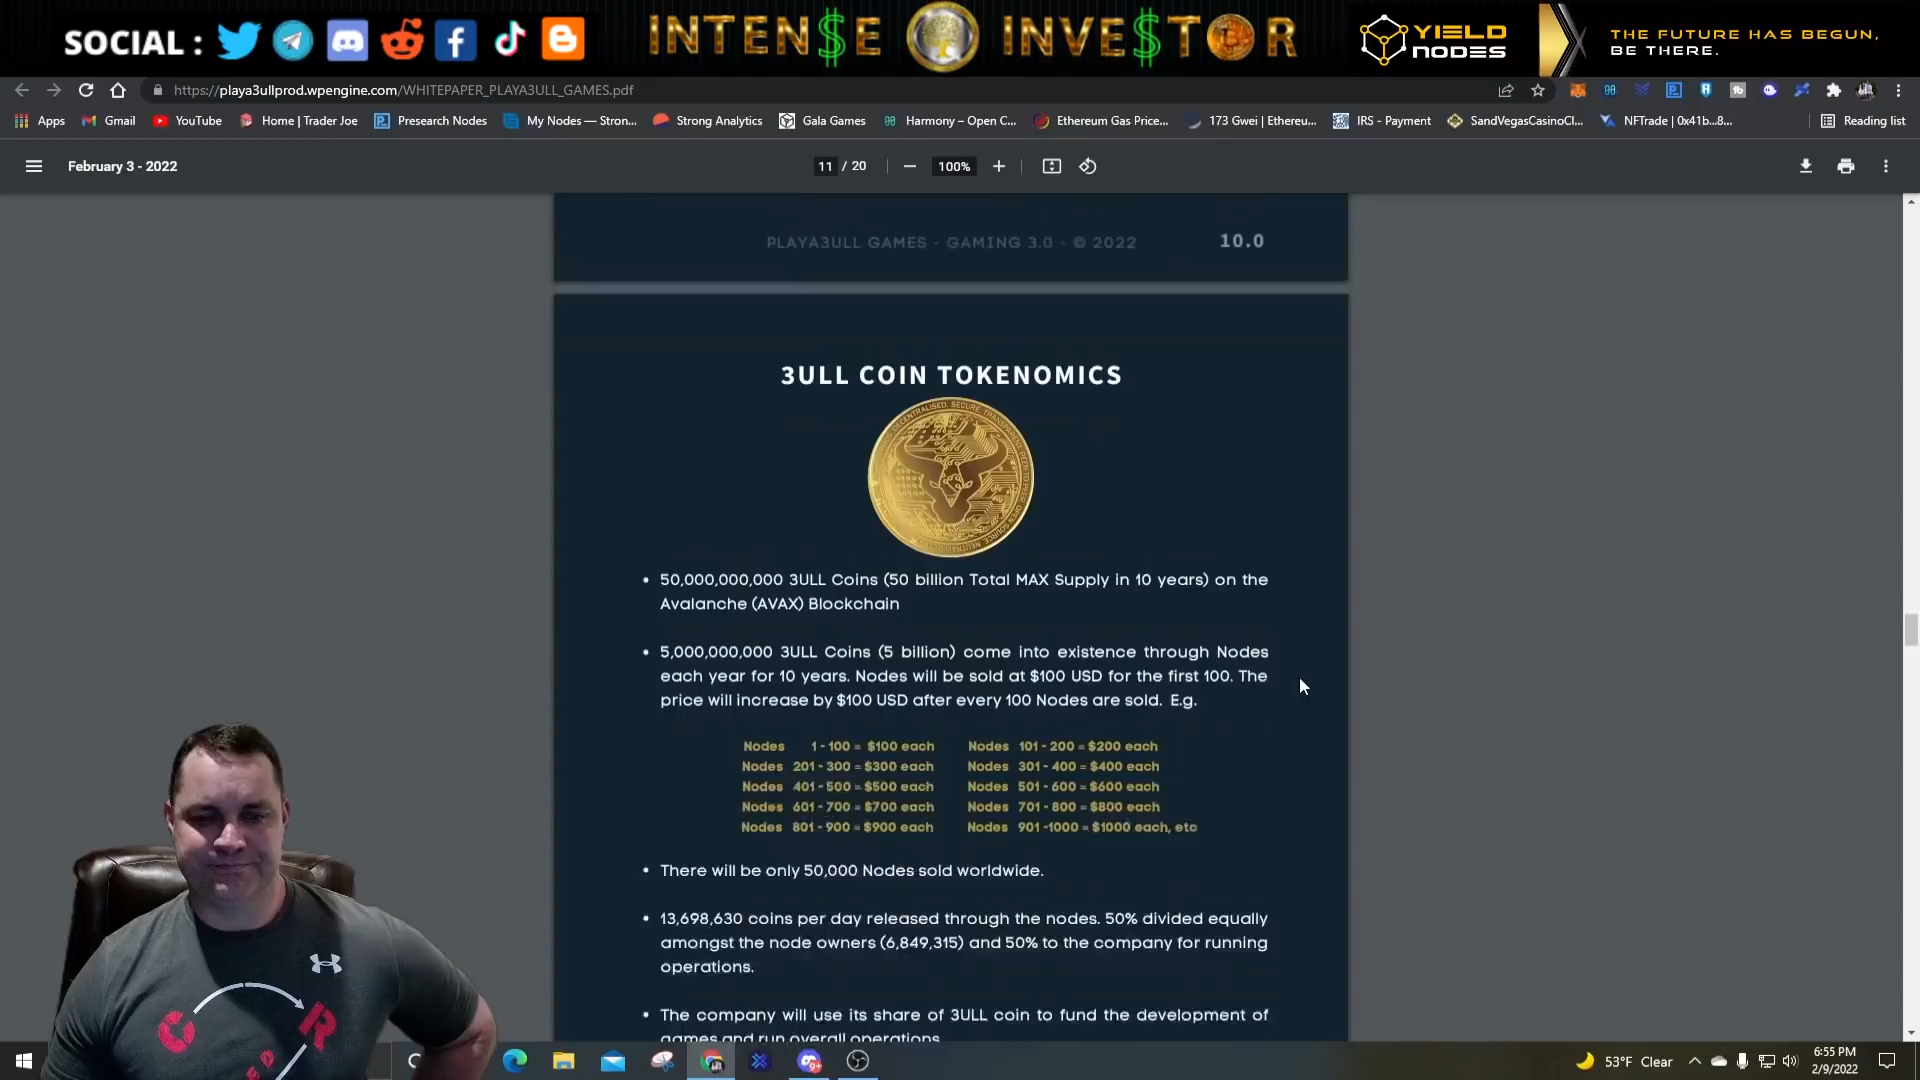 SOCIAL :
INTEN$E INVE$TOR
YIELD NODES
THE FUTURE HAS BEGUN,
BE THERE.
https://playa3ullprod.wpengine.com/WHITEPAPER_PLAYA3ULL_GAMES.pdf
Apps Gmail YouTube Home | Trader Joe Presearch Nodes My Nodes — Stron... Strong Analytics Gala Games Harmony – Open C... Ethereum Gas Price... 173 Gwei | Ethereu... IRS - Payment SandVegasCasinoCl... NFTrade | 0x41b...8... Reading list
February 3 - 2022 11 / 20 100%
PLAYA3ULL GAMES - GAMING 3.0 - © 2022 10.0
3ULL COIN TOKENOMICS
• 50,000,000,000 3ULL Coins (50 billion Total MAX Supply in 10 years) on the
Avalanche (AVAX) Blockchain
• 5,000,000,000 3ULL Coins (5 billion) come into existence through Nodes
each year for 10 years. Nodes will be sold at $100 USD for the first 100. The
price will increase by $100 USD after every 100 Nodes are sold. E.g.
Nodes 1 - 100 = $100 each Nodes 101 - 200 = $200 each
Nodes 201 - 300 = $300 each Nodes 301 - 400 = $400 each
Nodes 401 - 500 = $500 each Nodes 501 - 600 = $600 each
Nodes 601 - 700 = $700 each Nodes 701 - 800 = $800 each
Nodes 801 - 900 = $900 each Nodes 901 -1000 = $1000 each, etc
• There will be only 50,000 Nodes sold worldwide.
• 13,698,630 coins per day released through the nodes. 50% divided equally
amongst the node owners (6,849,315) and 50% to the company for running
operations.
• The company will use its share of 3ULL coin to fund the development of
games and run overall operations.
53°F Clear
6:55 PM
2/9/2022